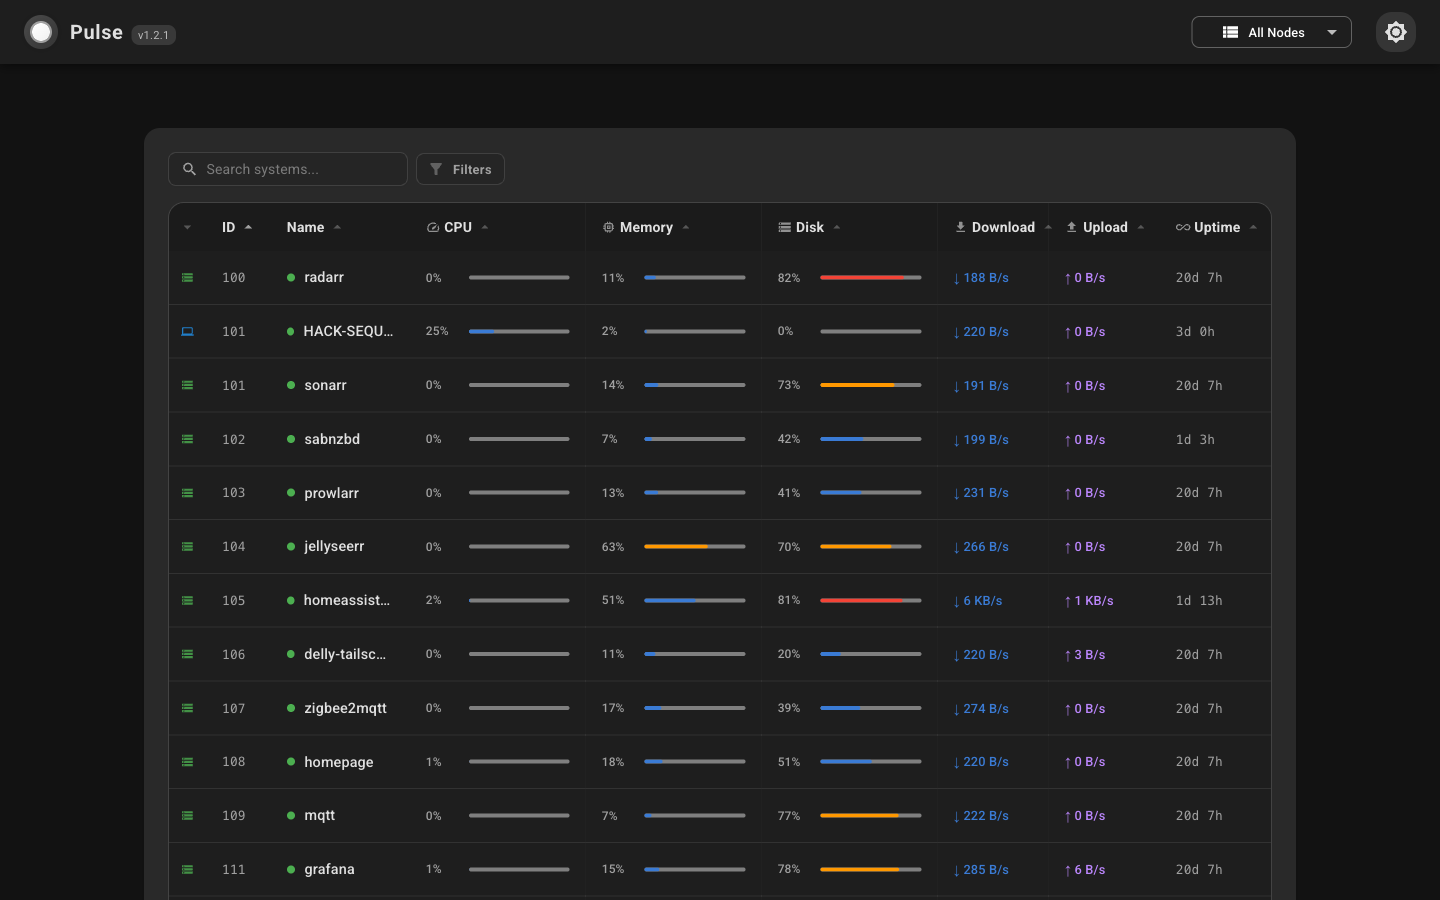 Pulse v1.2.1 All Nodes
Search systems... Filters
ID Name CPU Memory Disk Download Upload Uptime
100 radarr 0% 11% 82% ↓ 188 B/s ↑ 0 B/s 20d 7h
101 HACK-SEQU... 25% 2% 0% ↓ 220 B/s ↑ 0 B/s 3d 0h
101 sonarr 0% 14% 73% ↓ 191 B/s ↑ 0 B/s 20d 7h
102 sabnzbd 0% 7% 42% ↓ 199 B/s ↑ 0 B/s 1d 3h
103 prowlarr 0% 13% 41% ↓ 231 B/s ↑ 0 B/s 20d 7h
104 jellyseerr 0% 63% 70% ↓ 266 B/s ↑ 0 B/s 20d 7h
105 homeassist... 2% 51% 81% ↓ 6 KB/s ↑ 1 KB/s 1d 13h
106 delly-tailsc... 0% 11% 20% ↓ 220 B/s ↑ 3 B/s 20d 7h
107 zigbee2mqtt 0% 17% 39% ↓ 274 B/s ↑ 0 B/s 20d 7h
108 homepage 1% 18% 51% ↓ 220 B/s ↑ 0 B/s 20d 7h
109 mqtt 0% 7% 77% ↓ 222 B/s ↑ 0 B/s 20d 7h
111 grafana 1% 15% 78% ↓ 285 B/s ↑ 6 B/s 20d 7h